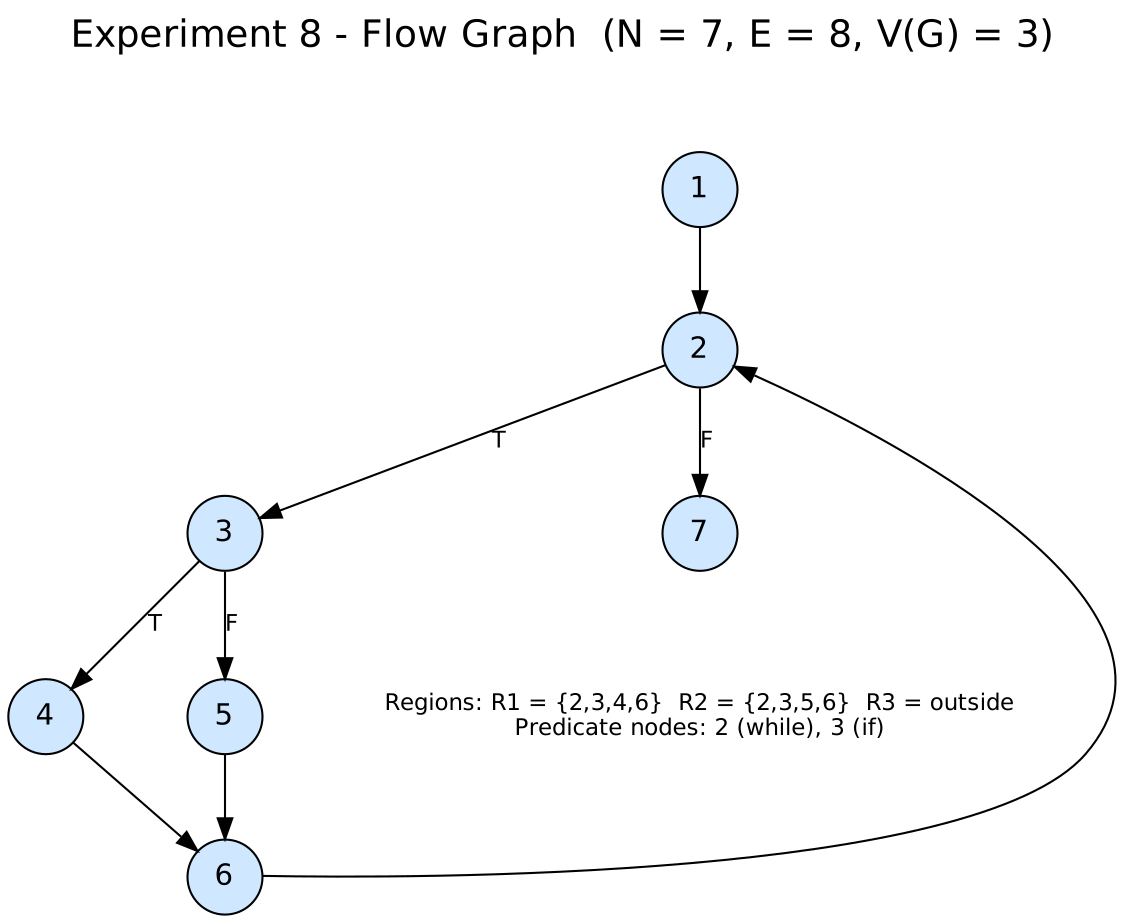 Experiment 8 - Flow Graph  (N = 7, E = 8, V(G) = 3)
1
2
T
F
3
7
T
F
4
5
Regions: R1 = {2,3,4,6}  R2 = {2,3,5,6}  R3 = outside
Predicate nodes: 2 (while), 3 (if)
6